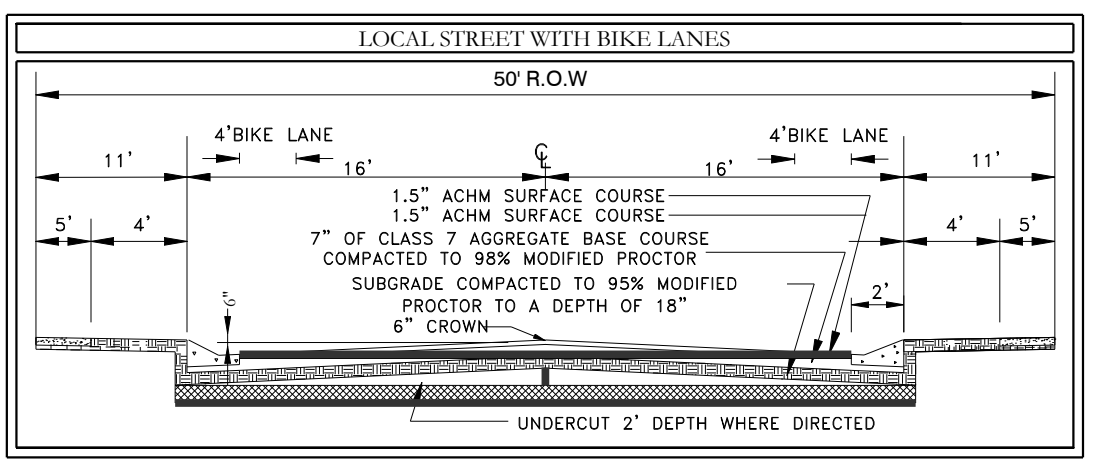 LOCAL STREET WITH BIKE LANES
50' R.O.W
4'BIKE LANE
4'BIKE LANE
11'
16'
℄
16'
11'
1.5" ACHM SURFACE COURSE
1.5" ACHM SURFACE COURSE
5'
4'
4'
5'
7" OF CLASS 7 AGGREGATE BASE COURSE
COMPACTED TO 98% MODIFIED PROCTOR
SUBGRADE COMPACTED TO 95% MODIFIED
PROCTOR TO A DEPTH OF 18"
2'
6"
6" CROWN
UNDERCUT 2' DEPTH WHERE DIRECTED